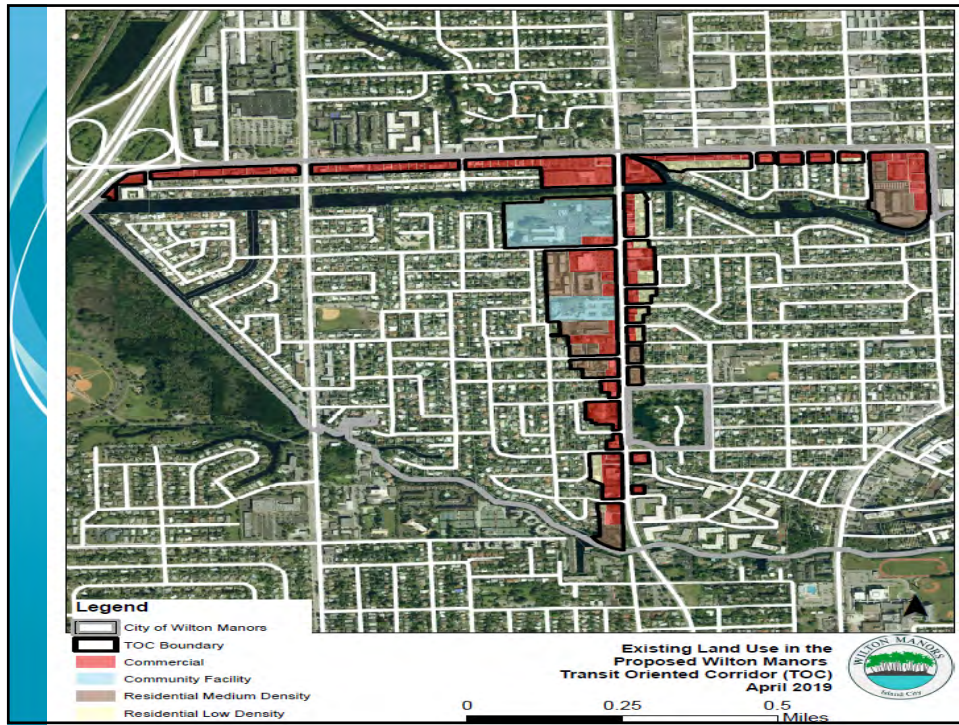 Legend
City of Wilton Manors
TOC Boundary
Commercial
Community Facility
Residential Medium Density
Residential Low Density
Existing Land Use in the
Proposed Wilton Manors
Transit Oriented Corridor (TOC)
April 2019
0 0.25 0.5
Miles
WILTON MANORS
Island City